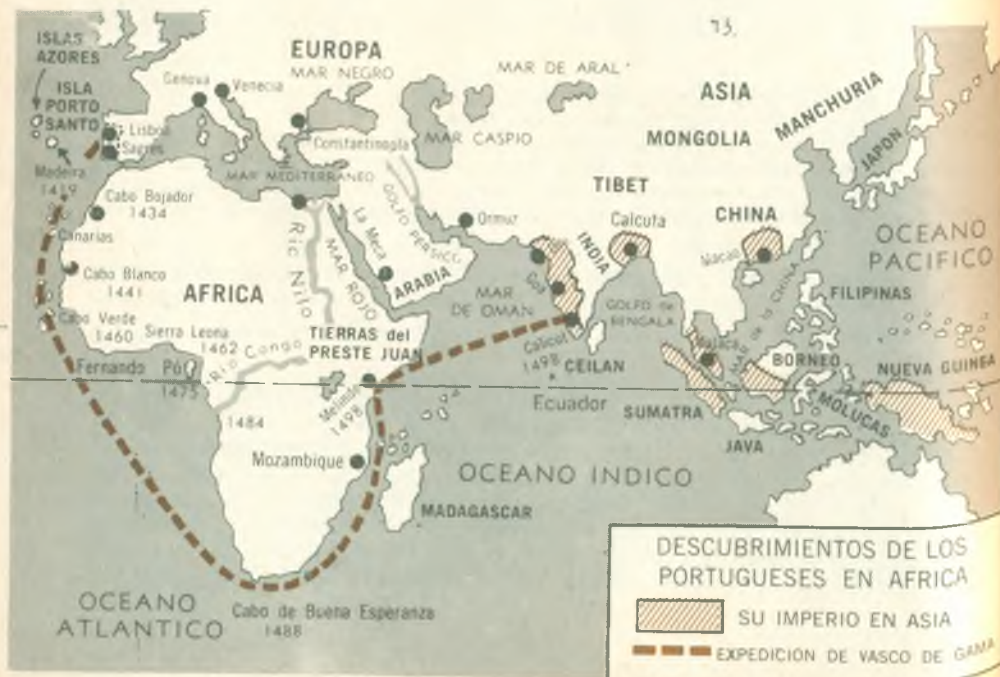 73.
ISLAS
AZORES
ISLA
PORTO
SANTO
EUROPA
MAR NEGRO
MAR DE ARAL
ASIA
MONGOLIA
MANCHURIA
JAPON
Genova
Venecia
Lisboa
Sagres
Constantinopla
MAR CASPIO
Madeira
1419
MAR MEDITERRANEO
TIBET
Cabo Bojador
1434
Canarias
Cabo Blanco
1441
Cabo Verde
1460
Sierra Leona
1462
AFRICA
Rio Nilo
MAR ROJO
La Meca
GOLFO PERSICO
ARABIA
Ormuz
MAR
DE OMAN
INDIA
Goa
Calcuta
CHINA
Macao
OCEANO
PACIFICO
GOLFO de
BENGALA
MAR de la CHINA
FILIPINAS
Fernando Póo
1475
Rio Congo
TIERRAS del
PRESTE JUAN
Calicut
1498
CEILAN
Malaca
BORNEO
NUEVA GUINEA
Melinde
1498
Ecuador
SUMATRA
MOLUCAS
JAVA
1484
Mozambique
OCEANO INDICO
MADAGASCAR
OCEANO
ATLANTICO
Cabo de Buena Esperanza
1488
DESCUBRIMIENTOS DE LOS
PORTUGUESES EN AFRICA
SU IMPERIO EN ASIA
EXPEDICION DE VASCO DE GAMA